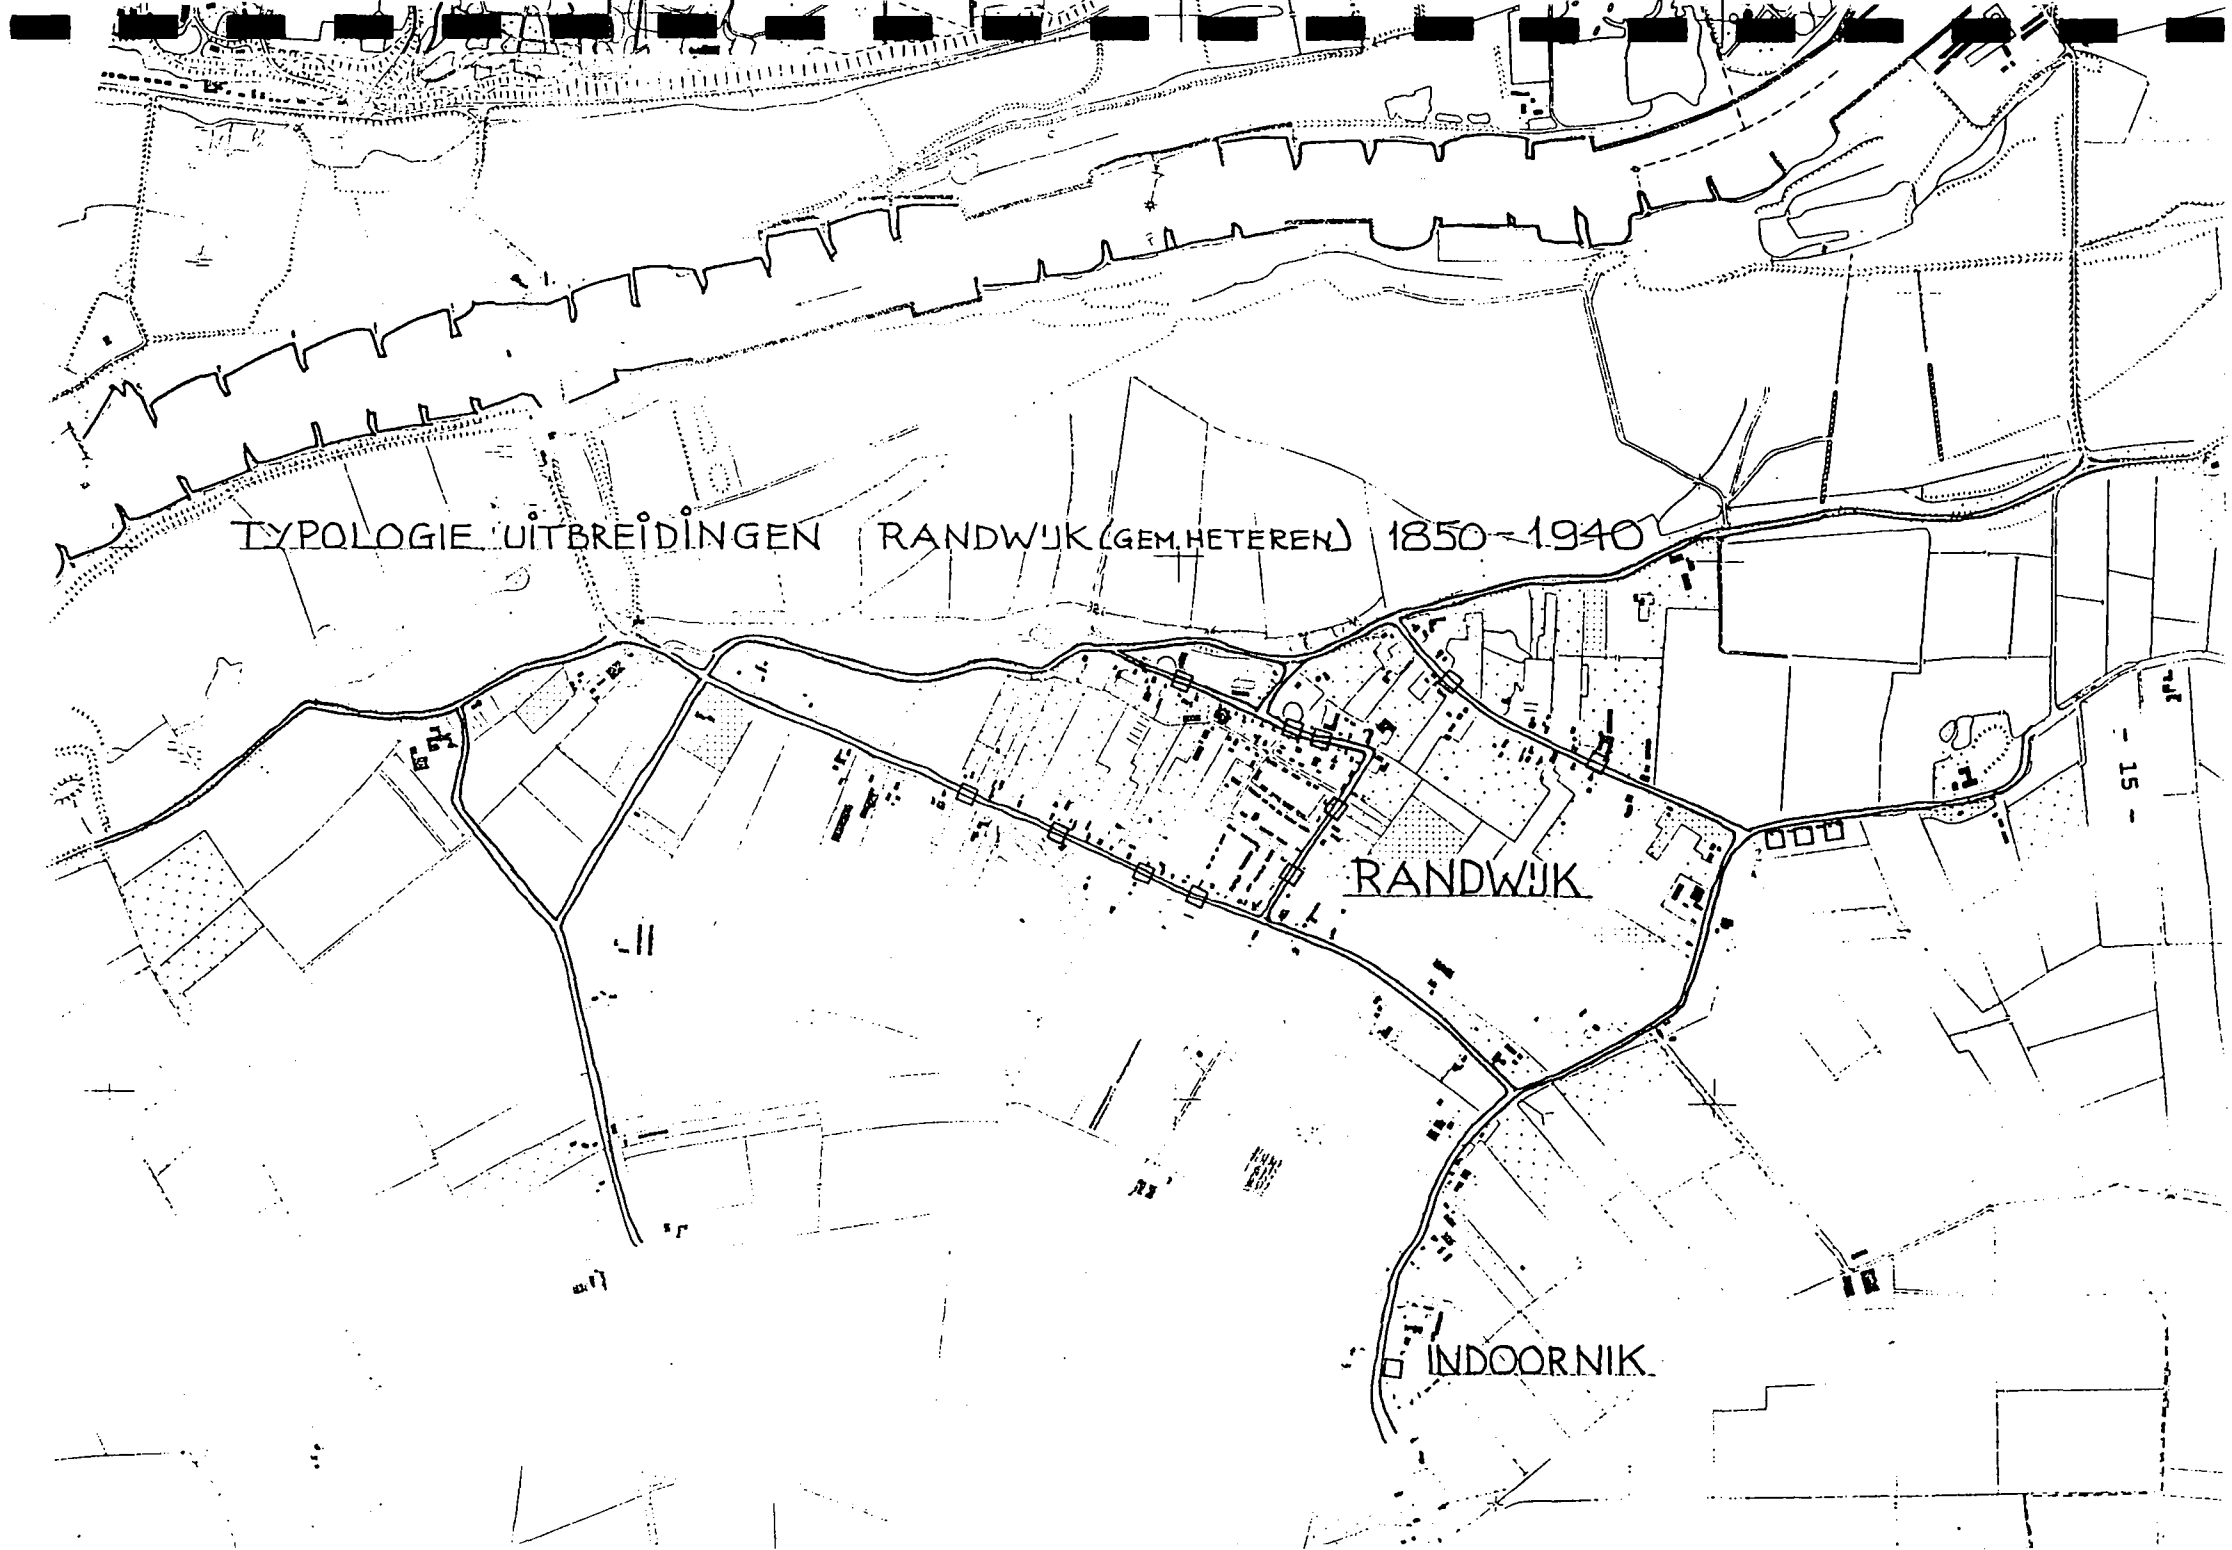 TYPOLOGIE UITBREIDINGEN RANDWIJK (GEM. HETEREN) 1850-1940
RANDWIJK
- 15 -
INDOORNIK